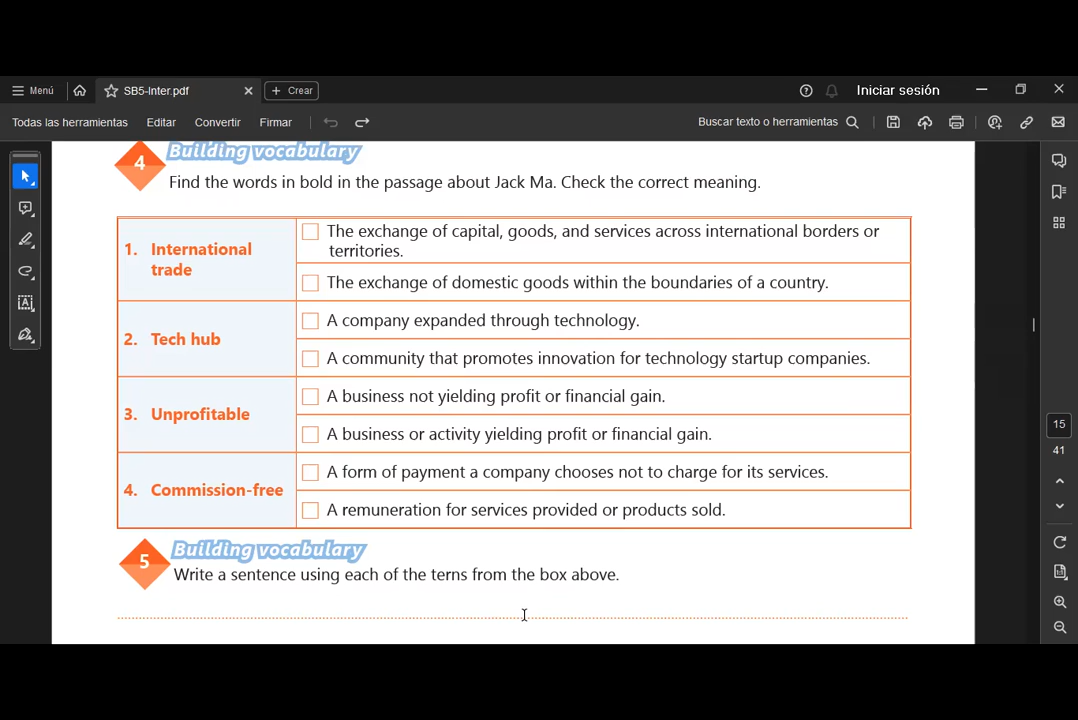 Menú
SB5-Inter.pdf
Crear
Iniciar sesión
Todas las herramientas
Editar
Convertir
Firmar
Buscar texto o herramientas
4
Building vocabulary
Find the words in bold in the passage about Jack Ma. Check the correct meaning.
1. International
trade
The exchange of capital, goods, and services across international borders or
territories.
The exchange of domestic goods within the boundaries of a country.
2. Tech hub
A company expanded through technology.
A community that promotes innovation for technology startup companies.
3. Unprofitable
A business not yielding profit or financial gain.
A business or activity yielding profit or financial gain.
4. Commission-free
A form of payment a company chooses not to charge for its services.
A remuneration for services provided or products sold.
5
Building vocabulary
Write a sentence using each of the terns from the box above.
15
41